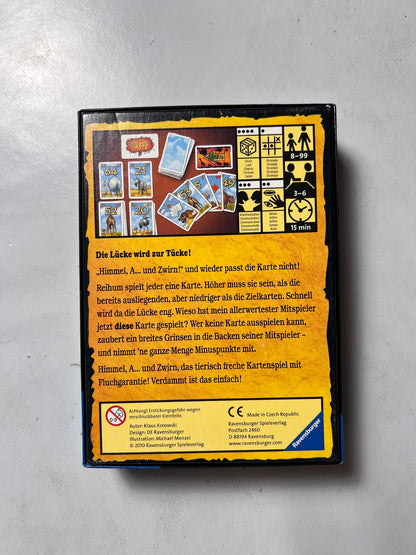 64
21
52
20
29
8–99
3–6
15 min
Die Lücke wird zur Tücke!
„Himmel, A... und Zwirn!“ und wieder passt die Karte nicht!
Reihum spielt jeder eine Karte. Höher muss sie sein, als die
bereits ausliegenden, aber niedriger als die Zielkarten. Schnell
wird da die Lücke eng. Wieso hat mein allerwertester Mitspieler
jetzt diese Karte gespielt? Wer keine Karte ausspielen kann,
zaubert ein breites Grinsen in die Backen seiner Mitspieler –
und nimmt 'ne ganze Menge Minuspunkte mit.
Himmel, A... und Zwirn, das tierisch freche Kartenspiel mit
Fluchgarantie! Verdammt ist das einfach!
Achtung! Erstickungsgefahr wegen
verschluckbarer Kleinteile.
Autor: Klaus Kreowski
Design: DE Ravensburger
Illustration: Michael Menzel
© 2010 Ravensburger Spieleverlag
CE Made in Czech Republic
Ravensburger Spieleverlag
Postfach 2460
D-88194 Ravensburg
www.ravensburger.com
Ravensburger